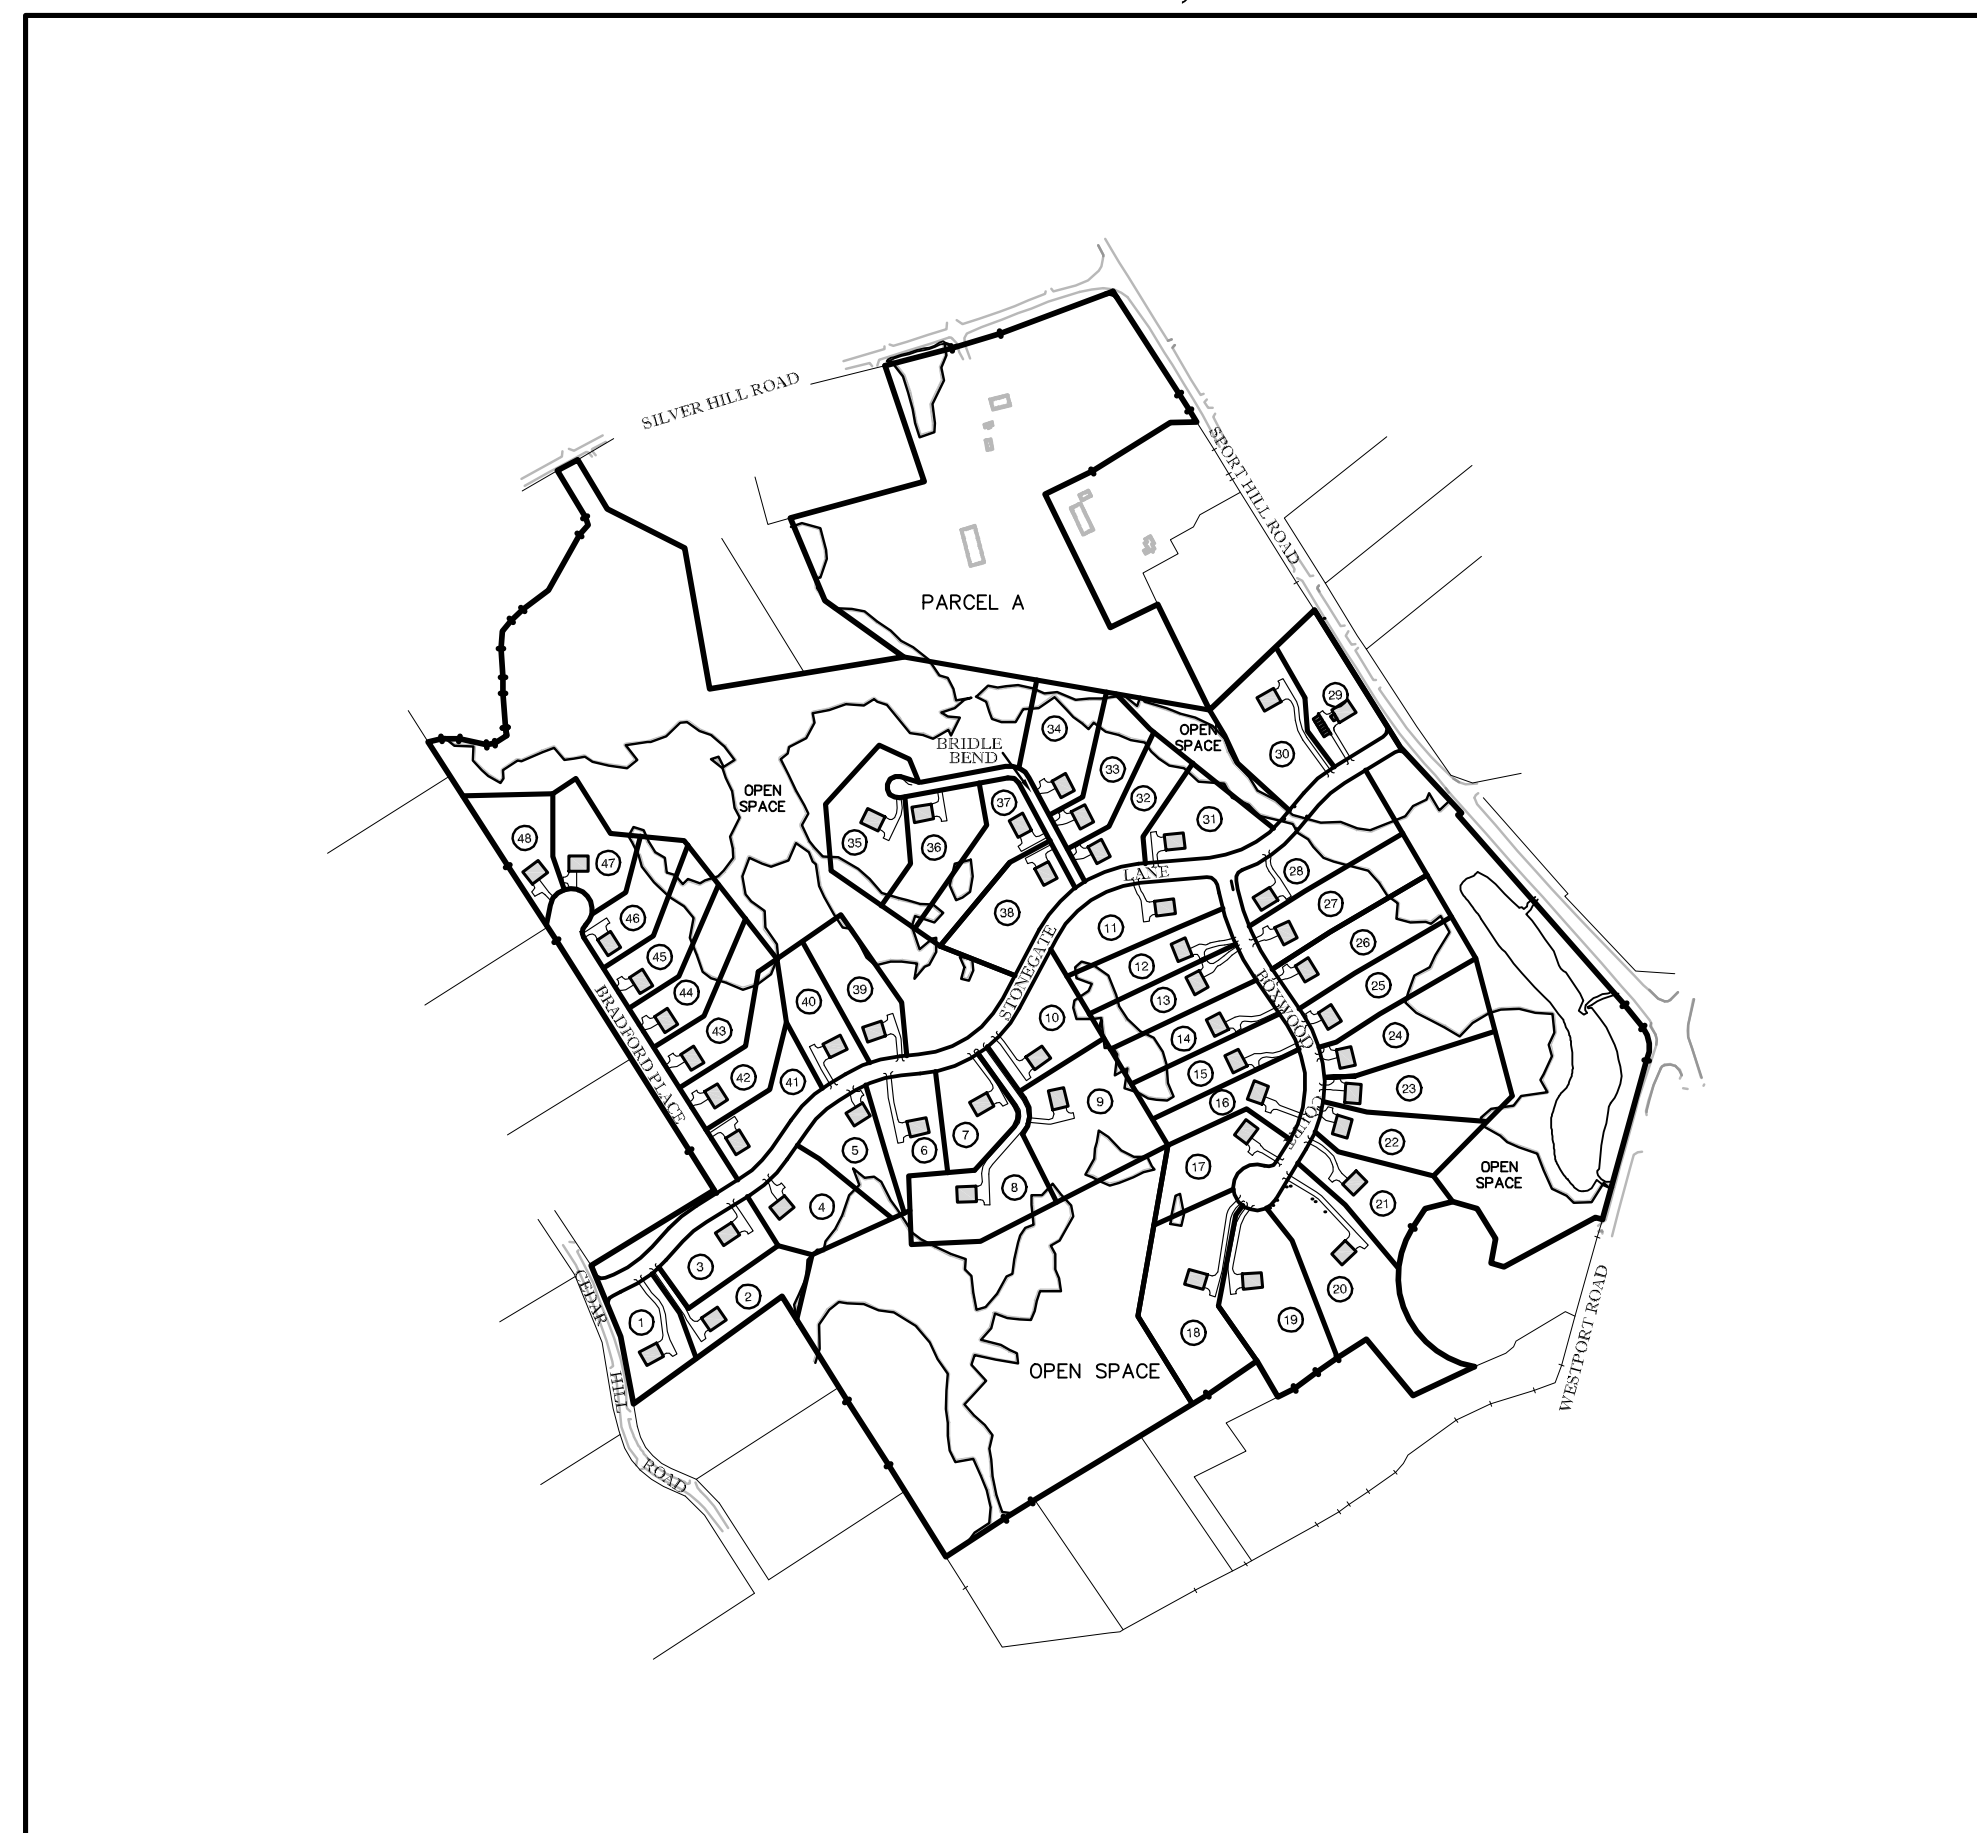 SILVER HILL ROAD
SPORT HILL ROAD
PARCEL A
29
34
OPEN
SPACE
BRIDLE
BEND
30
33
OPEN
SPACE
32
37
31
48
35
36
47
28
LANE
27
38
46
11
26
45
12
STONEGATE
25
44
40
39
13
BOXWOOD
10
43
14
24
BRADFORD PLACE
15
42
41
23
9
16
7
22
5
6
COURT
17
OPEN
SPACE
8
21
4
3
20
CEDAR
2
WESTPORT ROAD
1
19
18
OPEN SPACE
HILL
ROAD